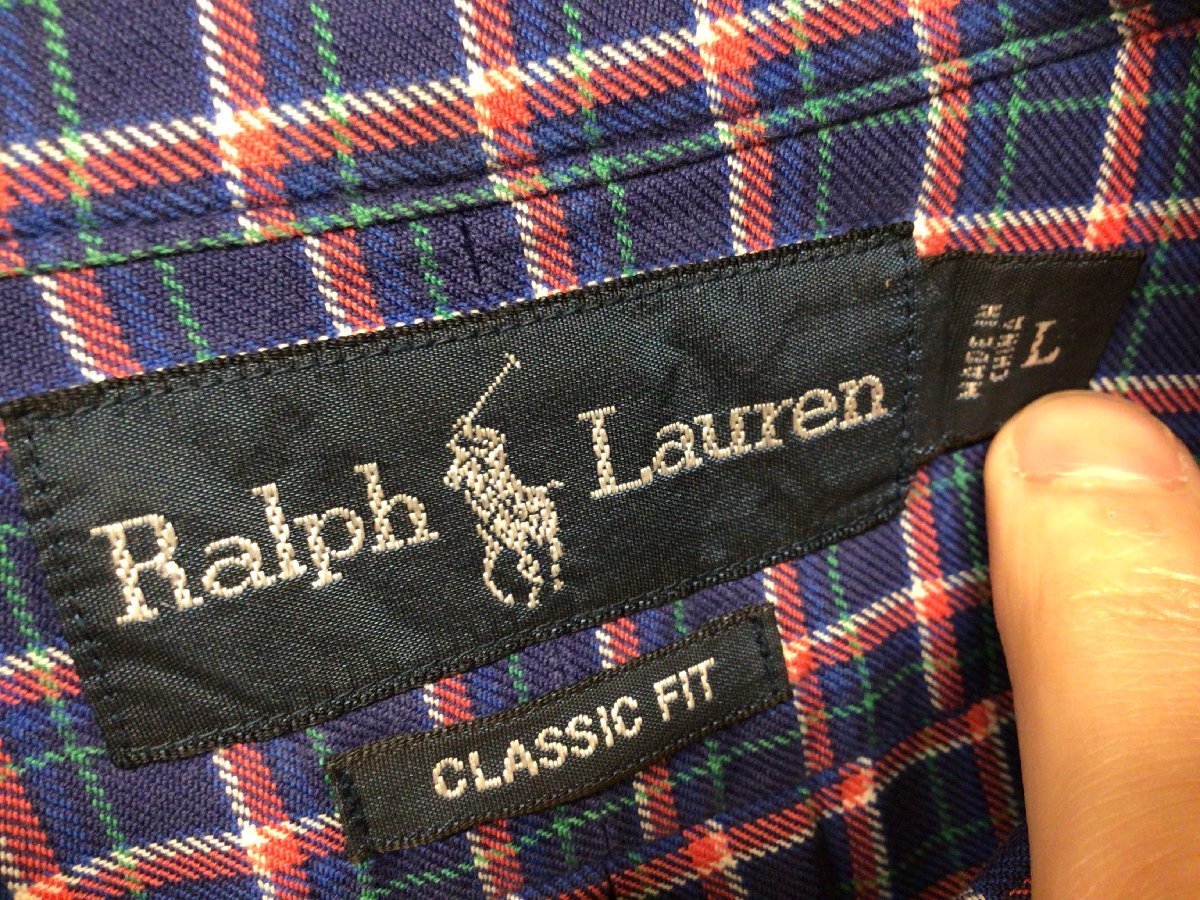 Ralph Lauren
MADE IN
CHINA
L
CLASSIC FIT